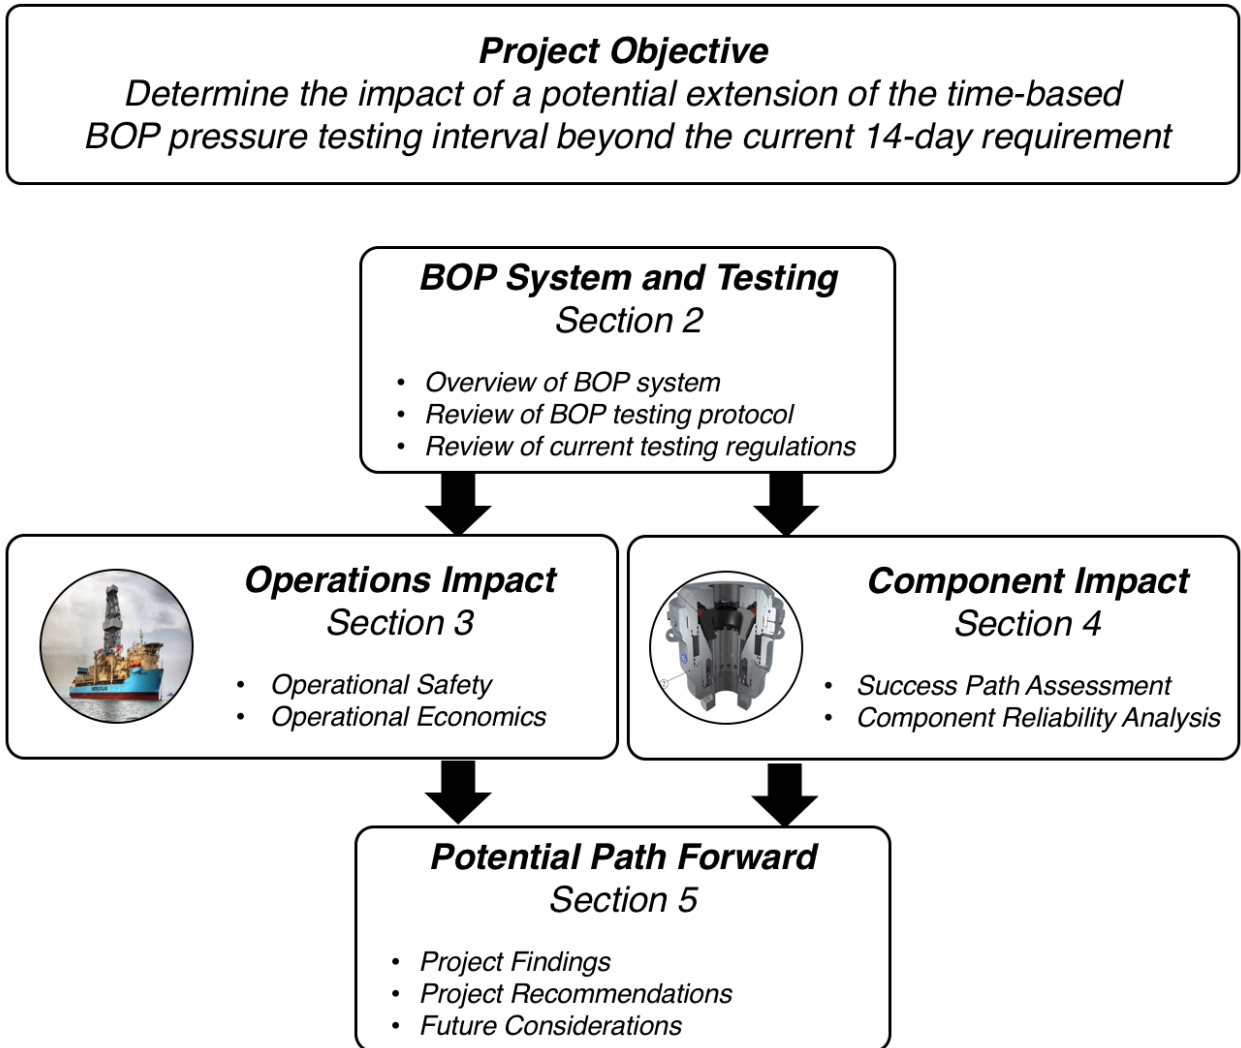 Project Objective
Determine the impact of a potential extension of the time-based
BOP pressure testing interval beyond the current 14-day requirement
BOP System and Testing
Section 2
• Overview of BOP system
• Review of BOP testing protocol
• Review of current testing regulations
Operations Impact
Section 3
• Operational Safety
• Operational Economics
Component Impact
Section 4
• Success Path Assessment
• Component Reliability Analysis
Potential Path Forward
Section 5
• Project Findings
• Project Recommendations
• Future Considerations